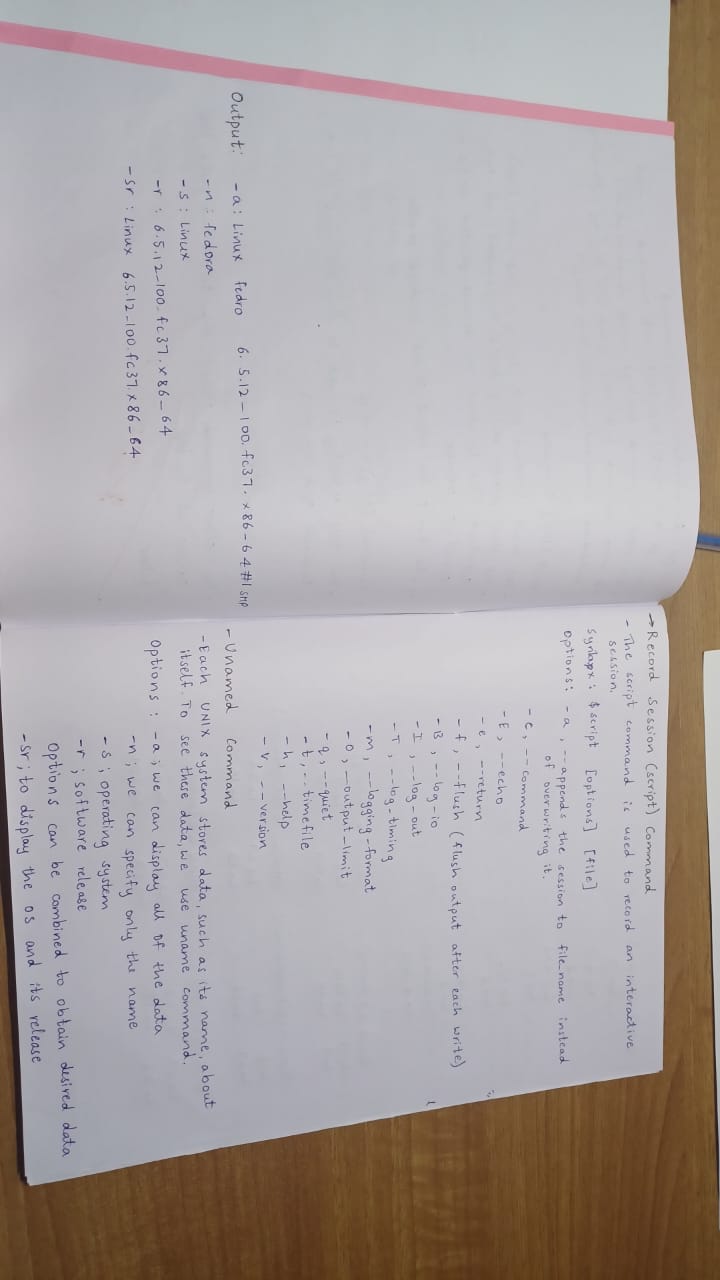 Output: -a: Linux fedro 6.5.12-100.fc37.x86-64#1 SMP
-n: fedora
-s: Linux
-r: 6.5.12-100.fc37.x86-64
-sr: Linux 6.5.12-100.fc37.x86-64
→ Record Session (script) Command
- The script command is used to record an interactive
session.
$script [options] [file]
Options: -a, --appends the session to file_name instead
of overwriting it.
-c, --command
-E, --echo
-e, --return
-f, --flush (flush output after each write)
-B, --log-io
-I, --log-out
-T, --log-timing
-m, --logging-format
-O, --output-limit
-q, --quiet
-t, --timefile
-h, --help
-v, --version
- Unamed Command
- Each UNIX system stores data, such as its name, about
itself. To see these data, we use uname command.
Options: -a; we can display all of the data
-n; we can specify only the name
-s; operating system
-r; software release
Options can be combined to obtain desired data
-sr; to display the os and its release